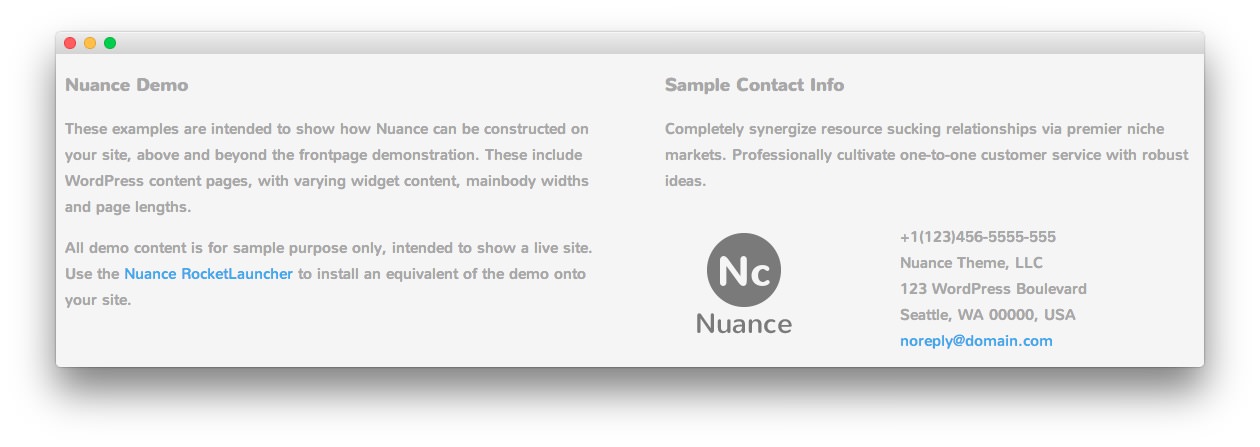 Nuance Demo
These examples are intended to show how Nuance can be constructed on
your site, above and beyond the frontpage demonstration. These include
WordPress content pages, with varying widget content, mainbody widths
and page lengths.
All demo content is for sample purpose only, intended to show a live site.
Use the Nuance RocketLauncher to install an equivalent of the demo onto
your site.
Sample Contact Info
Completely synergize resource sucking relationships via premier niche
markets. Professionally cultivate one-to-one customer service with robust
ideas.
Nc
Nuance
+1(123)456-5555-555
Nuance Theme, LLC
123 WordPress Boulevard
Seattle, WA 00000, USA
noreply@domain.com